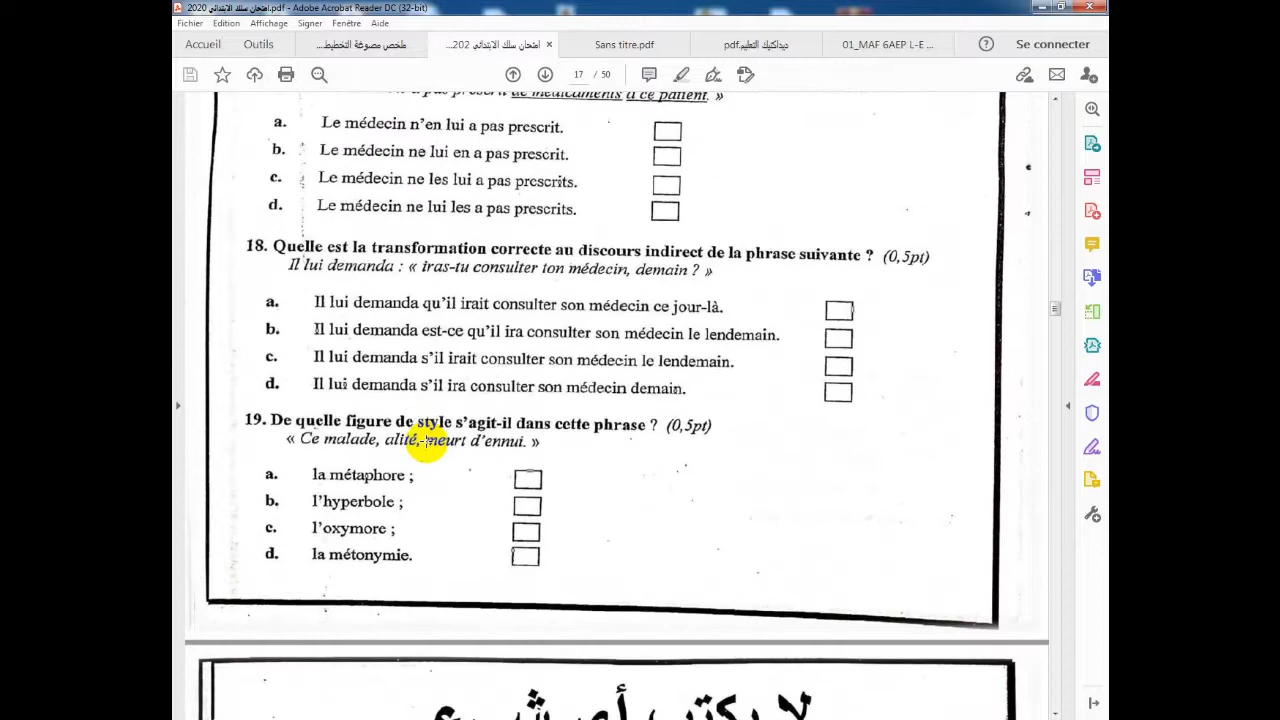 امتحان سلك الابتدائي 2020.pdf - Adobe Acrobat Reader DC (32-bit)
Fichier Edition Affichage Signer Fenêtre Aide
Accueil Outils ملخص مصوغة التخطيط... امتحان سلك الابتدائي 202... × Sans titre.pdf ديداكتيك التعليم.pdf 01_MAF 6AEP L-E ... Se connecter
17 / 50
de médicaments à ce patient. »
a. Le médecin n’en lui a pas prescrit.
b. Le médecin ne lui en a pas prescrit.
c. Le médecin ne les lui a pas prescrits.
d. Le médecin ne lui les a pas prescrits.
18. Quelle est la transformation correcte au discours indirect de la phrase suivante ? (0,5pt)
Il lui demanda : « iras-tu consulter ton médecin, demain ? »
a. Il lui demanda qu’il irait consulter son médecin ce jour-là.
b. Il lui demanda est-ce qu’il ira consulter son médecin le lendemain.
c. Il lui demanda s’il irait consulter son médecin le lendemain.
d. Il lui demanda s’il ira consulter son médecin demain.
19. De quelle figure de style s’agit-il dans cette phrase ? (0,5pt)
« Ce malade, alité, meurt d’ennui. »
a. la métaphore ;
b. l’hyperbole ;
c. l’oxymore ;
d. la métonymie.
لا يكتب أي شيء